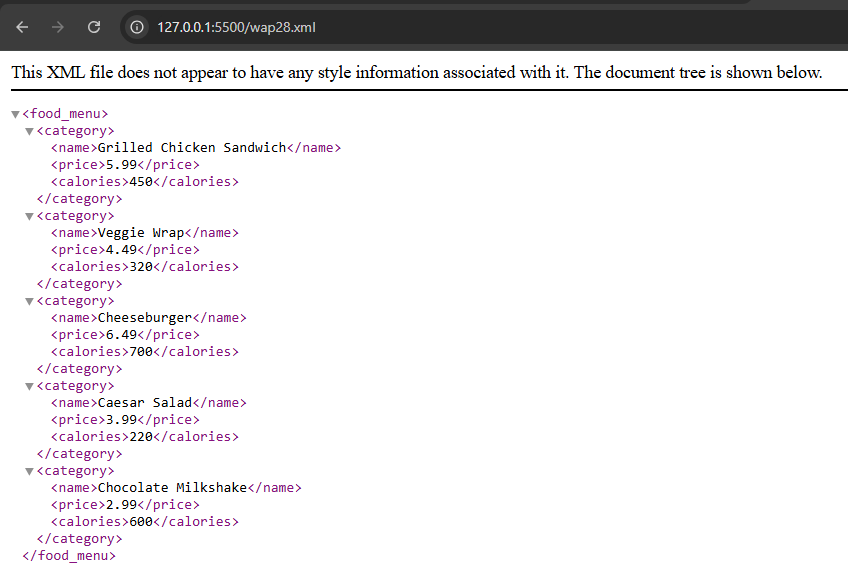 127.0.0.1:5500/wap28.xml
This XML file does not appear to have any style information associated with it. The document tree is shown below.
<food_menu>
<category>
<name>Grilled Chicken Sandwich</name>
<price>5.99</price>
<calories>450</calories>
</category>
<category>
<name>Veggie Wrap</name>
<price>4.49</price>
<calories>320</calories>
</category>
<category>
<name>Cheeseburger</name>
<price>6.49</price>
<calories>700</calories>
</category>
<category>
<name>Caesar Salad</name>
<price>3.99</price>
<calories>220</calories>
</category>
<category>
<name>Chocolate Milkshake</name>
<price>2.99</price>
<calories>600</calories>
</category>
</food_menu>